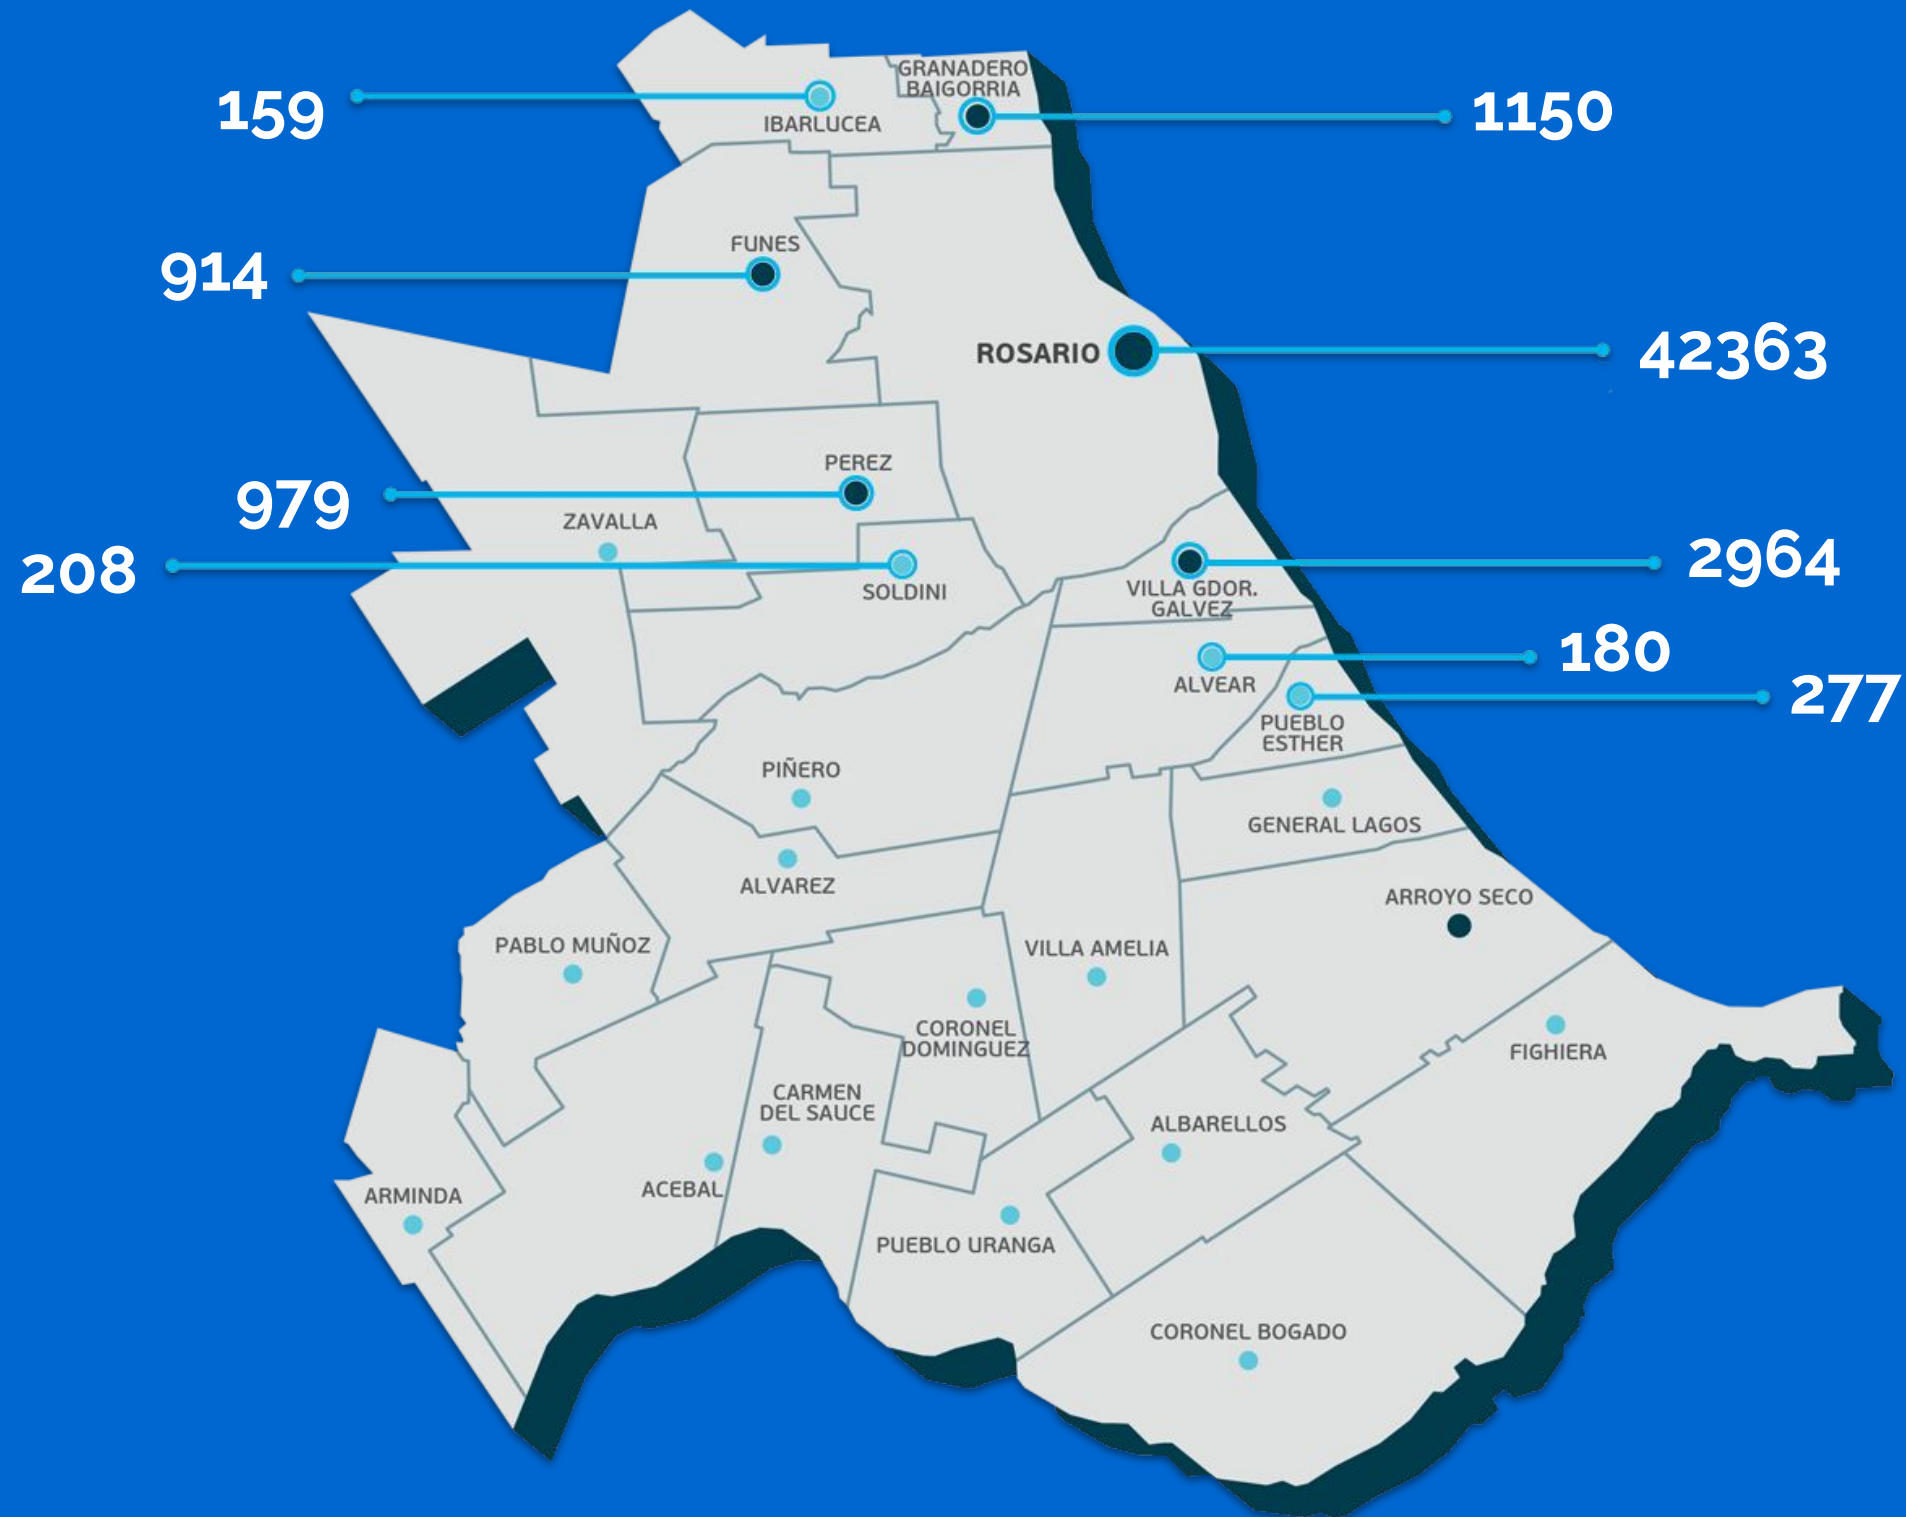 GRANADERO
BAIGORRIA
159
1150
IBARLUCEA
FUNES
914
ROSARIO
42363
PEREZ
979
ZAVALLA
208
SOLDINI
2964
VILLA GDOR.
GALVEZ
180
ALVEAR
277
PUEBLO
ESTHER
PIÑERO
GENERAL LAGOS
ALVAREZ
ARROYO SECO
PABLO MUÑOZ
VILLA AMELIA
CORONEL
DOMINGUEZ
FIGHIERA
CARMEN
DEL SAUCE
ALBARELLOS
ACEBAL
ARMINDA
PUEBLO URANGA
CORONEL BOGADO